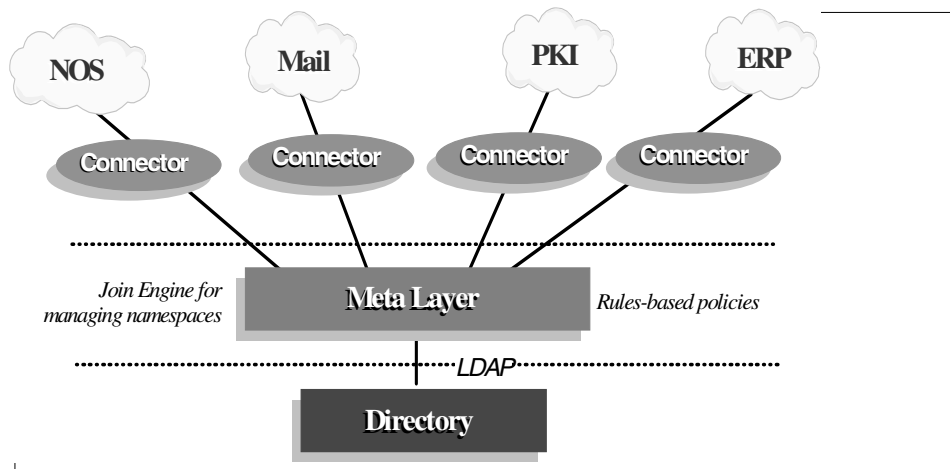 NOS
Mail
PKI
ERP
Connector
Connector
Connector
Connector
Join Engine for
managing namespaces
Meta Layer
Rules-based policies
LDAP
Directory